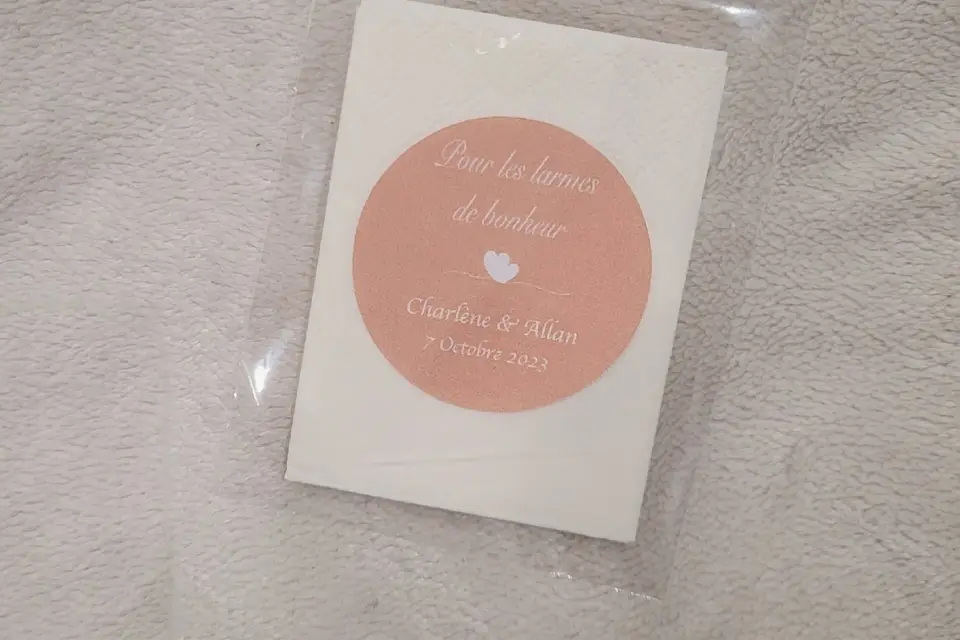 Pour les larmes
de bonheur
Charlène & Allan
7 Octobre 2023